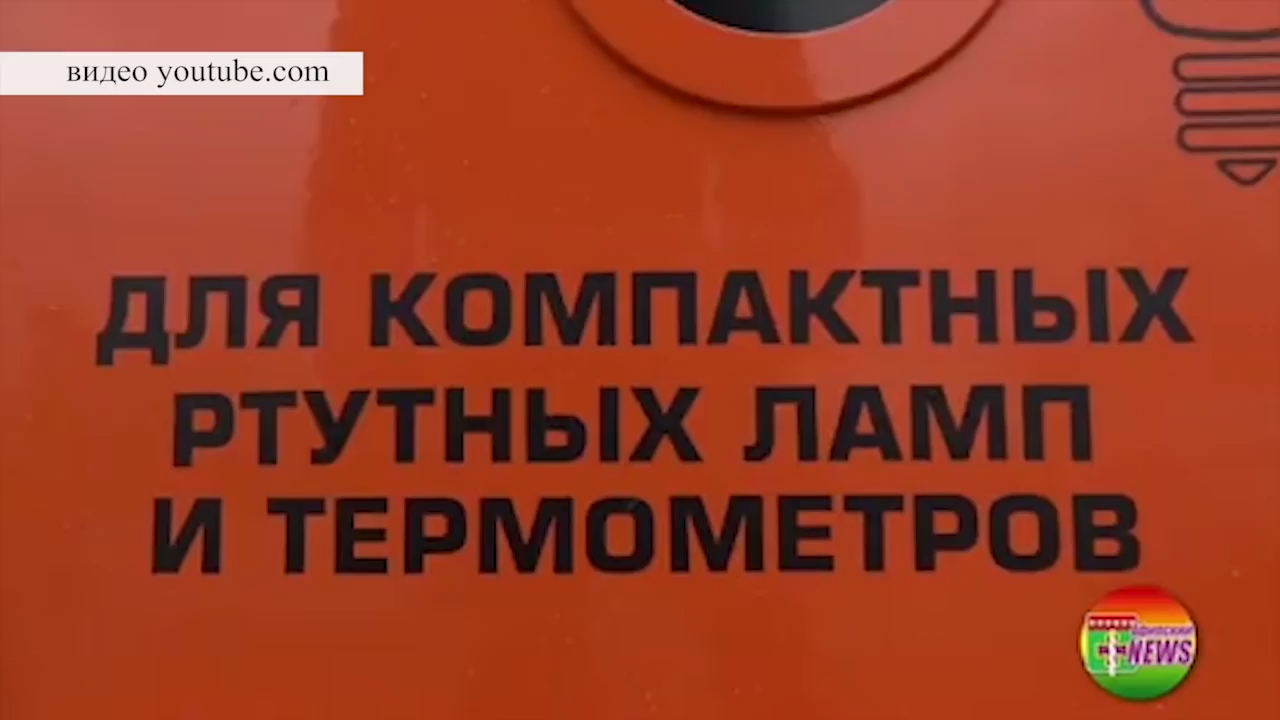 видео youtube.com
ДЛЯ КОМПАКТНЫХ
РТУТНЫХ ЛАМП
И ТЕРМОМЕТРОВ
NEWS